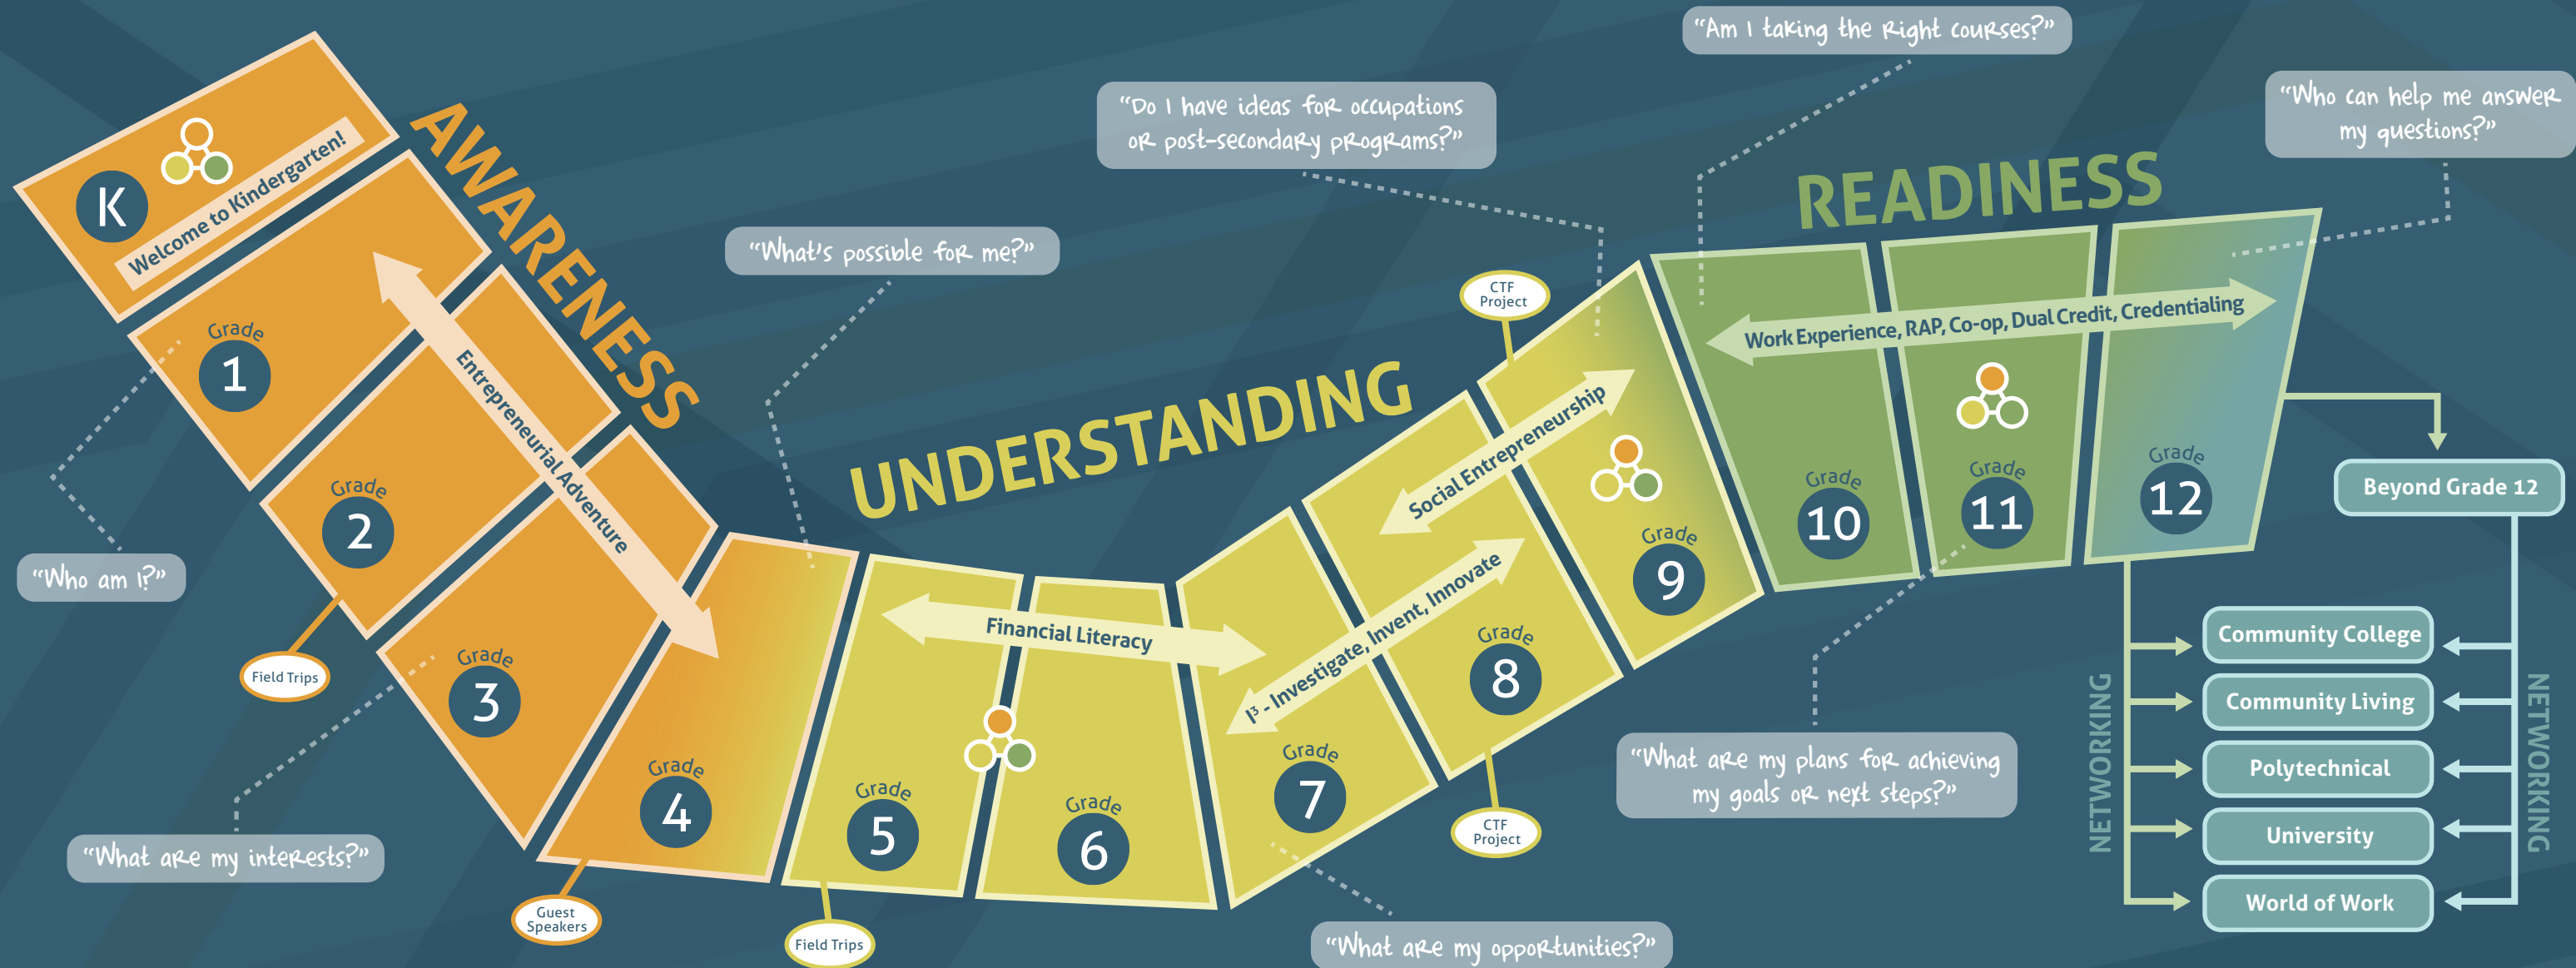 K
Welcome to Kindergarten!
AWARENESS
Grade
1
"Who am I?"
Grade
2
Field Trips
Entrepreneurial Adventure
Grade
3
"What are my interests?"
Grade
4
Guest
Speakers
"What's possible for me?"
UNDERSTANDING
Grade
5
Field Trips
Financial Literacy
Grade
6
Grade
7
"What are my opportunities?"
I³ - Investigate, Invent, Innovate
Grade
8
CTF
Project
Social Entrepreneurship
Grade
9
CTF
Project
"Do I have ideas for occupations
or post-secondary programs?"
READINESS
"Am I taking the right courses?"
Work Experience, RAP, Co-op, Dual Credit, Credentialing
Grade
10
Grade
11
"What are my plans for achieving
my goals or next steps?"
Grade
12
"Who can help me answer
my questions?"
Beyond Grade 12
NETWORKING
Community College
Community Living
Polytechnical
University
World of Work
NETWORKING